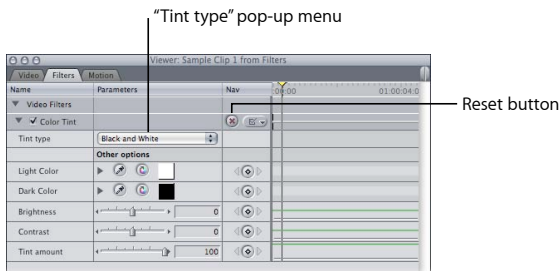 "Tint type" pop-up menu
Viewer: Sample Clip 1 from Filters
Video Filters Motion
Name Parameters Nav 00:00 01:00:04:0
Reset button
Video Filters
Color Tint
Tint type Black and White
Other options
Light Color
Dark Color
Brightness 0
Contrast 0
Tint amount 100